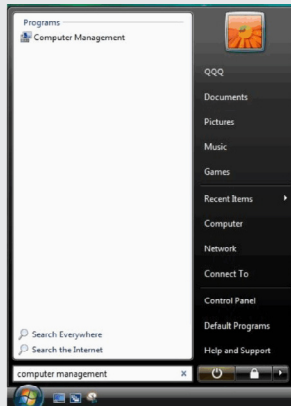 Programs
Computer Management
Search Everywhere
Search the Internet
computer management
QQQ
Documents
Pictures
Music
Games
Recent Items
Computer
Network
Connect To
Control Panel
Default Programs
Help and Support